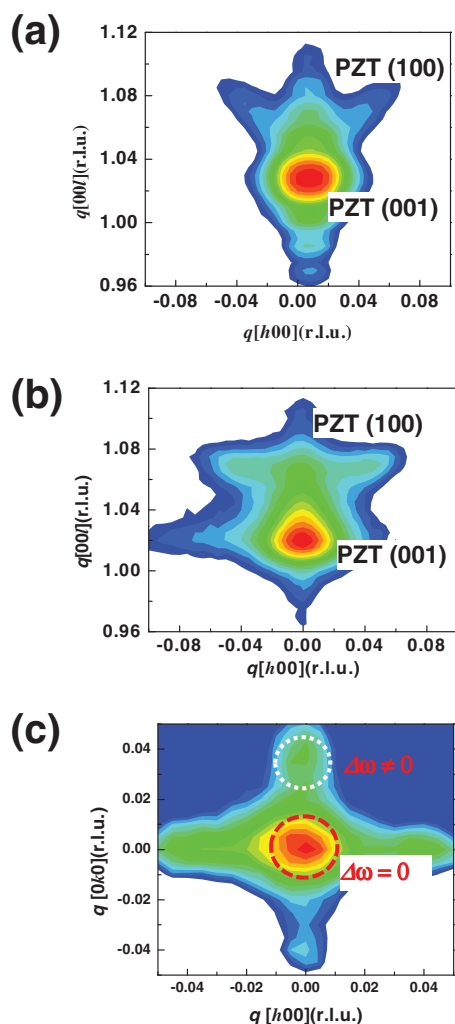 (a)
1.12
PZT (100)
1.08
q[00l](r.l.u.)
1.04
PZT (001)
1.00
0.96
-0.08 -0.04 0.00 0.04 0.08
q[h00](r.l.u.)
(b)
1.12
PZT (100)
1.08
q[00l](r.l.u.)
1.04
PZT (001)
1.00
0.96
-0.08 -0.04 0.00 0.04 0.08
q[h00](r.l.u.)
(c)
0.04
Δω ≠ 0
0.02
q [0k0](r.l.u.)
0.00
Δω = 0
-0.02
-0.04
-0.04 -0.02 0.00 0.02 0.04
q [h00](r.l.u.)